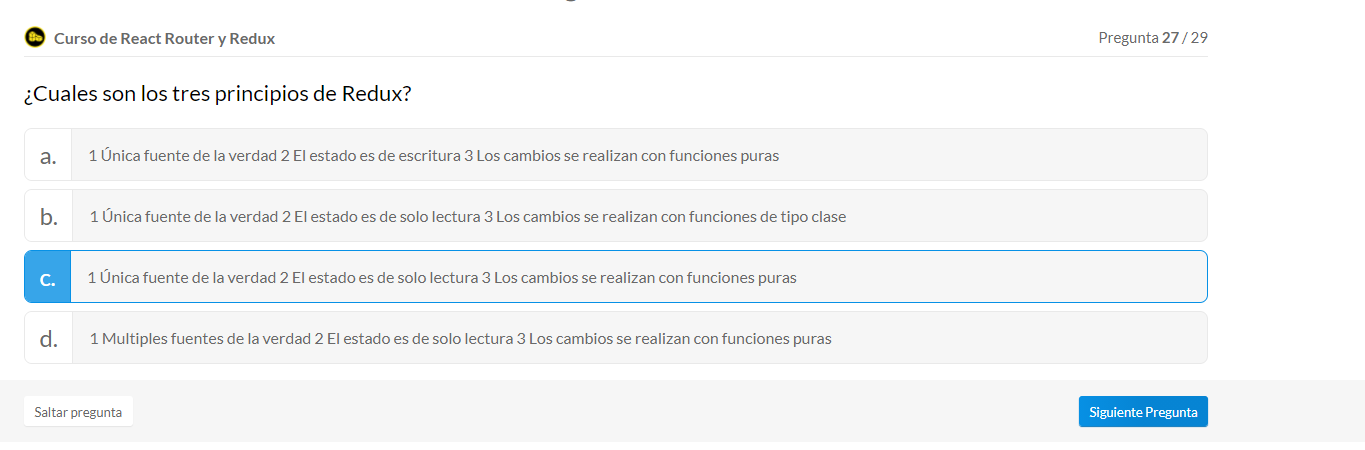 Curso de React Router y Redux
Pregunta 27 / 29
¿Cuales son los tres principios de Redux?
a. 1 Única fuente de la verdad 2 El estado es de escritura 3 Los cambios se realizan con funciones puras
b. 1 Única fuente de la verdad 2 El estado es de solo lectura 3 Los cambios se realizan con funciones de tipo clase
c. 1 Única fuente de la verdad 2 El estado es de solo lectura 3 Los cambios se realizan con funciones puras
d. 1 Multiples fuentes de la verdad 2 El estado es de solo lectura 3 Los cambios se realizan con funciones puras
Saltar pregunta
Siguiente Pregunta